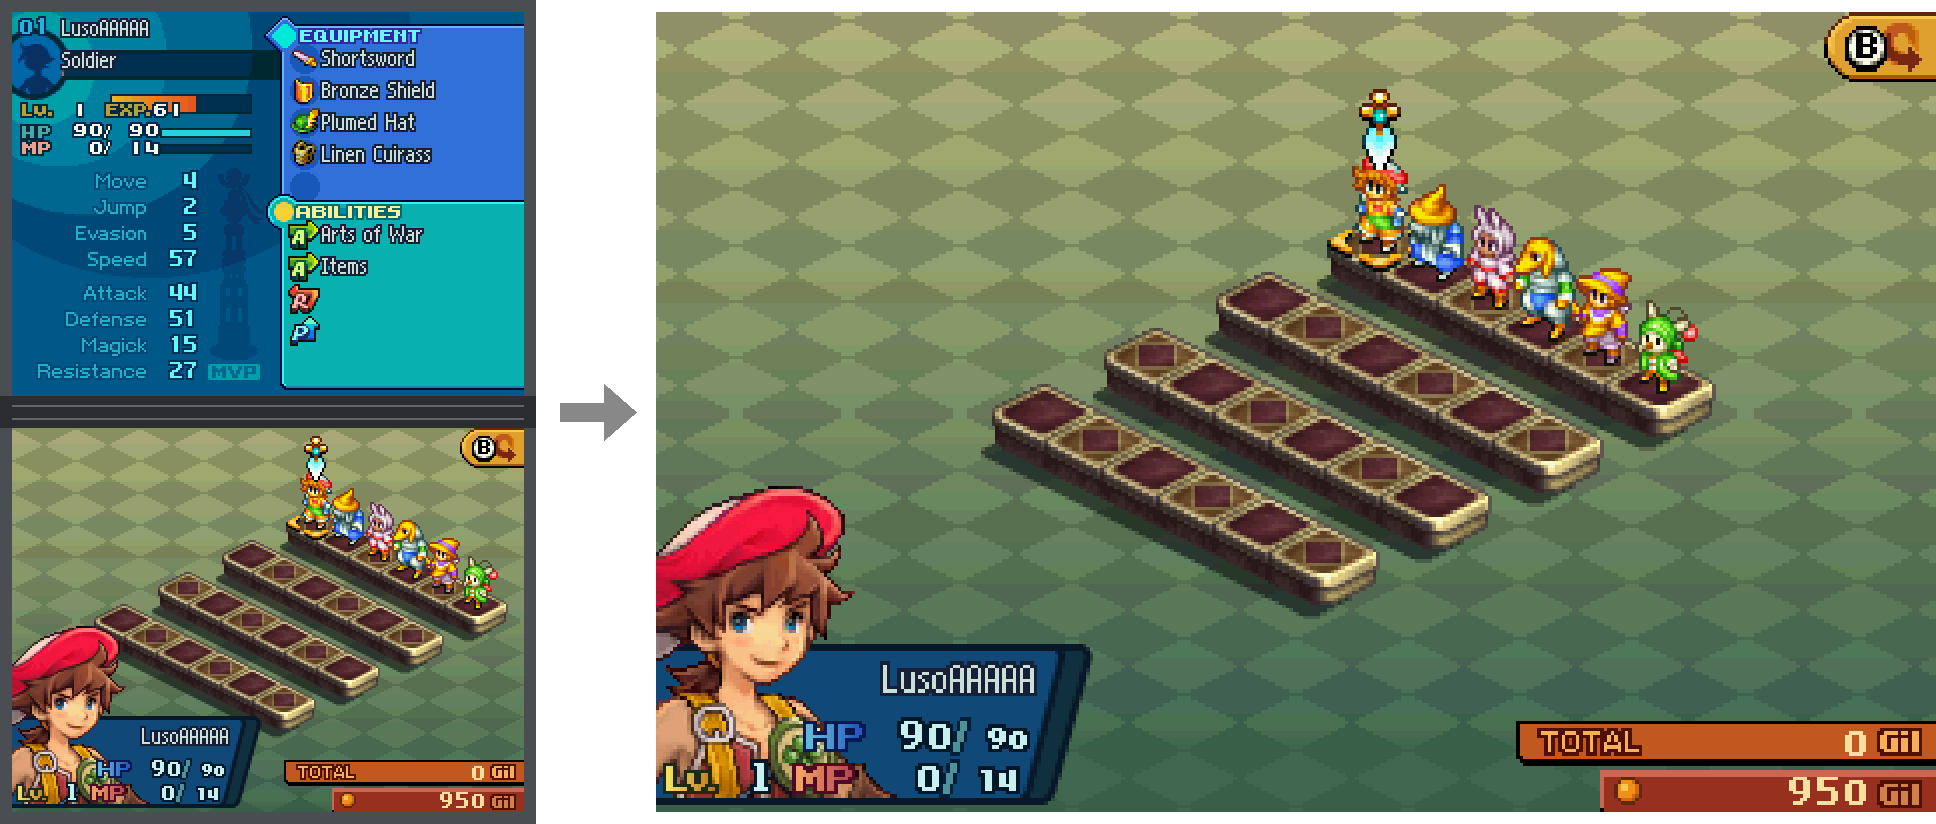 01 LusoAAAAA
Soldier
Lv. 1 EXP.61
HP 90/ 90
MP 0/ 14
Move 4
Jump 2
Evasion 5
Speed 57
Attack 44
Defense 51
Magick 15
Resistance 27 MVP
EQUIPMENT
Shortsword
Bronze Shield
Plumed Hat
Linen Cuirass
ABILITIES
A Arts of War
A Items
R
P
B
LusoAAAAA
HP 90/ 90
Lv. 1 MP 0/ 14
TOTAL 0 Gil
950 Gil
B
LusoAAAAA
HP 90/ 90
Lv. 1 MP 0/ 14
TOTAL 0 Gil
950 Gil